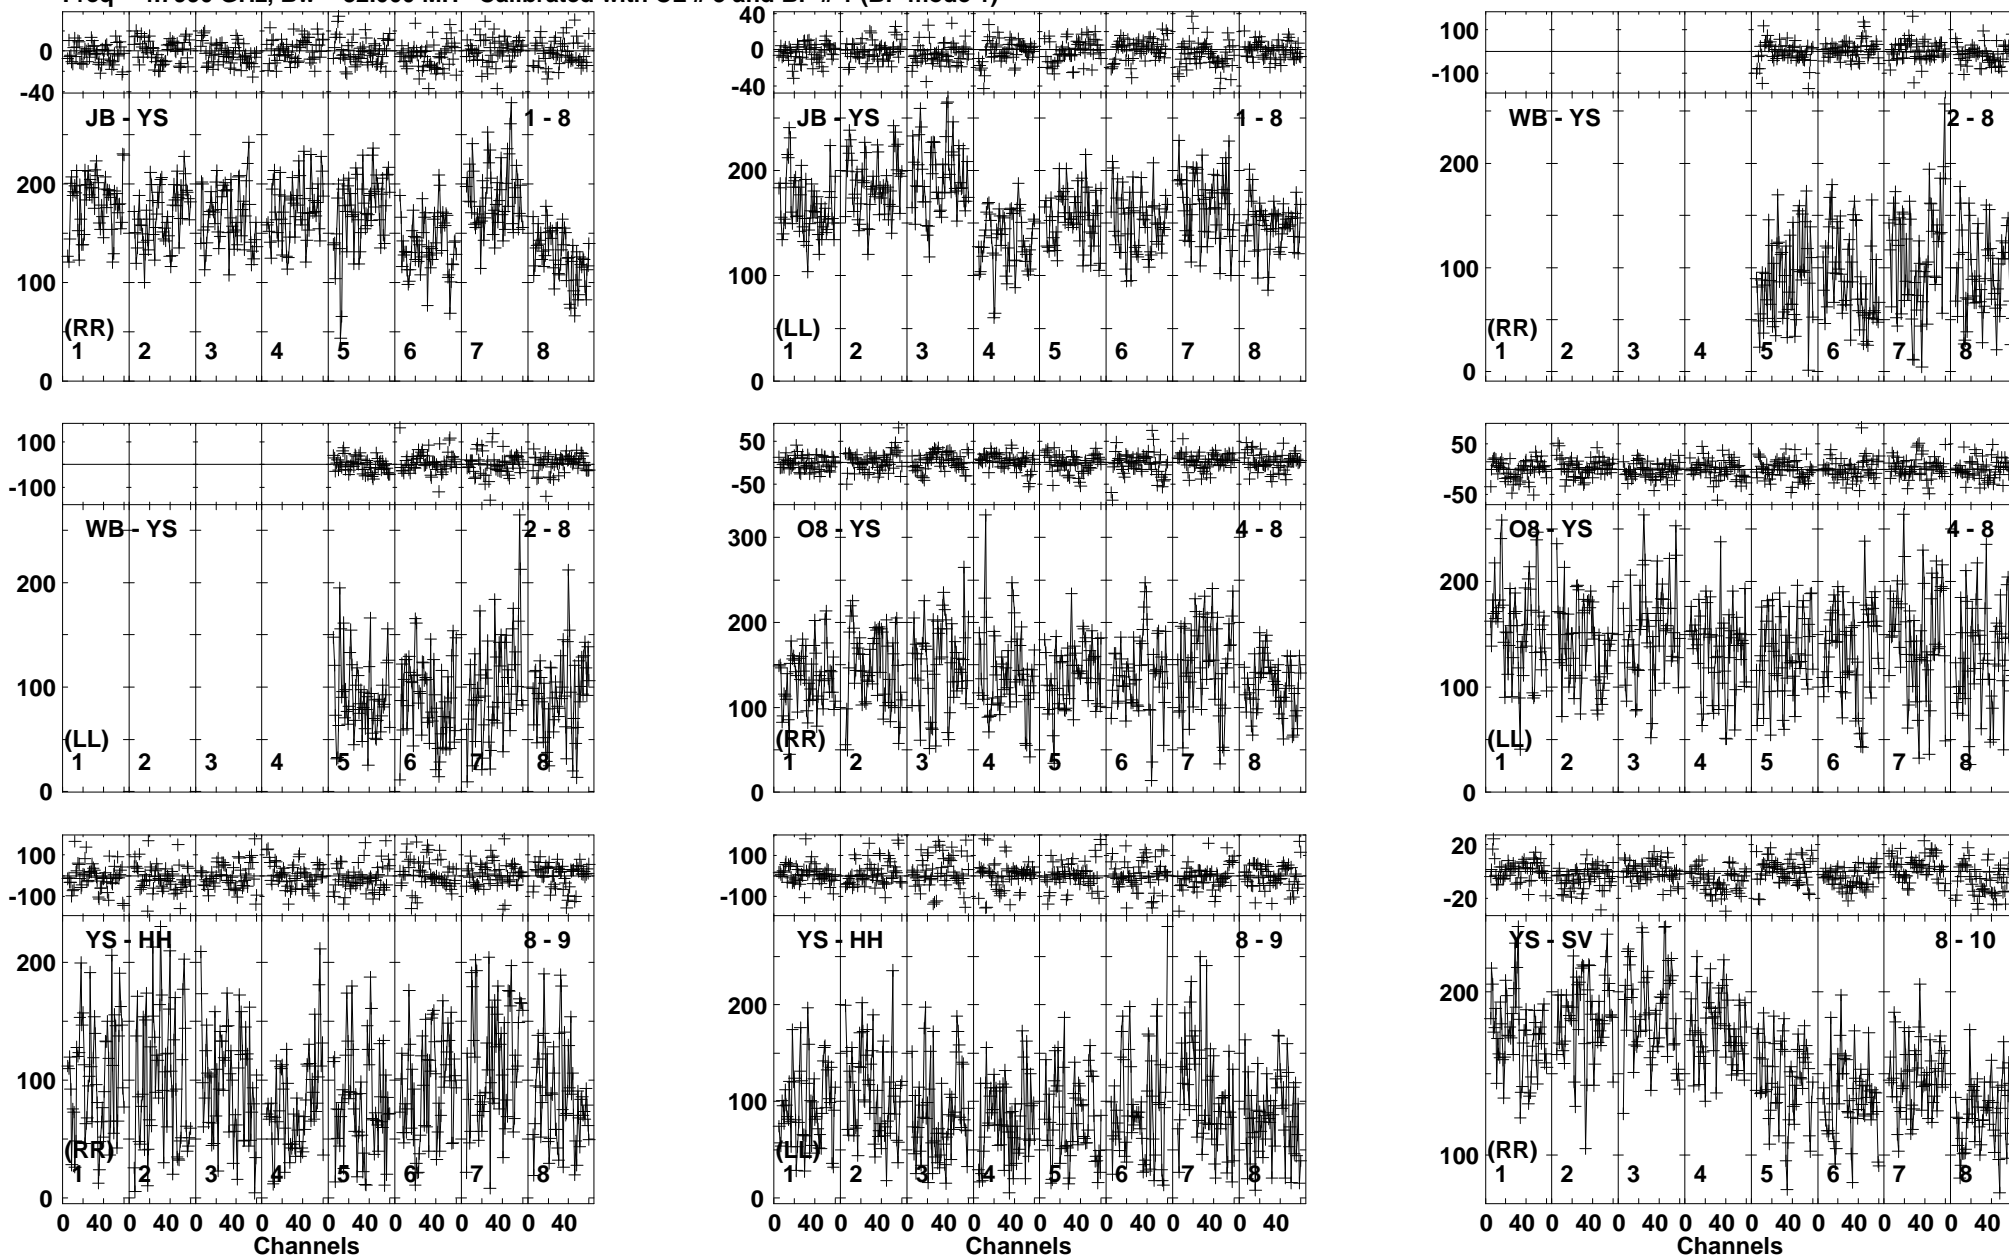 0 -40 40 0 -40 100 -100
JB - YS 1 - 8 JB - YS 1 - 8 WB - YS 2 - 8
200 100 0 200 100 0 200 100 0
(RR) (LL) (RR)
1 2 3 4 5 6 7 8 1 2 3 4 5 6 7 8 1 2 3 4 5 6 7 8
100 -100 50 -50 50 -50
WB - YS 2 - 8 O8 - YS 4 - 8 O8 - YS 4 - 8
200 100 0 300 200 100 0 200 100 0
(LL) (RR) (LL)
1 2 3 4 5 6 7 8 1 2 3 4 5 6 7 8 1 2 3 4 5 6 7 8
100 -100 100 -100 20 -20
YS - HH 8 - 9 YS - HH 8 - 9 YS - SV 8 - 10
200 100 0 200 100 0 200 100
(RR) (LL) (RR)
1 2 3 4 5 6 7 8 1 2 3 4 5 6 7 8 1 2 3 4 5 6 7 8
0 40 0 40 0 40 0 40 0 40 0 40 0 40 0 40 0 40 0 40 0 40 0 40 0 40 0 40 0 40 0 40 0 40 0 40 0 40 0 40 0 40 0 40 0 40 0 40
Channels Channels Channels